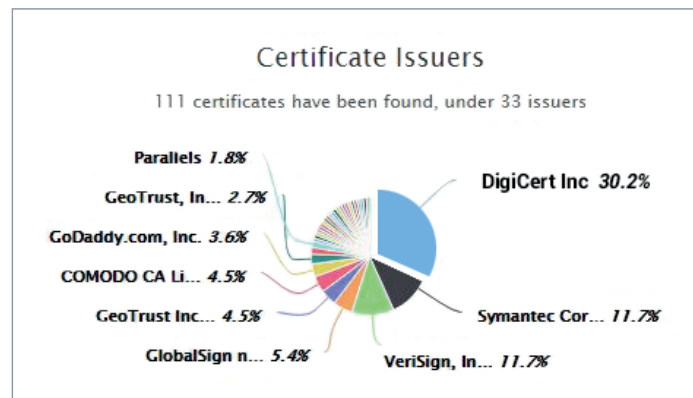 Certificate Issuers
111 certificates have been found, under 33 issuers
Parallels 1.8%
GeoTrust, In... 2.7%
GoDaddy.com, Inc. 3.6%
COMODO CA Li... 4.5%
GeoTrust Inc... 4.5%
GlobalSign n... 5.4%
DigiCert Inc 30.2%
Symantec Cor... 11.7%
VeriSign, In... 11.7%